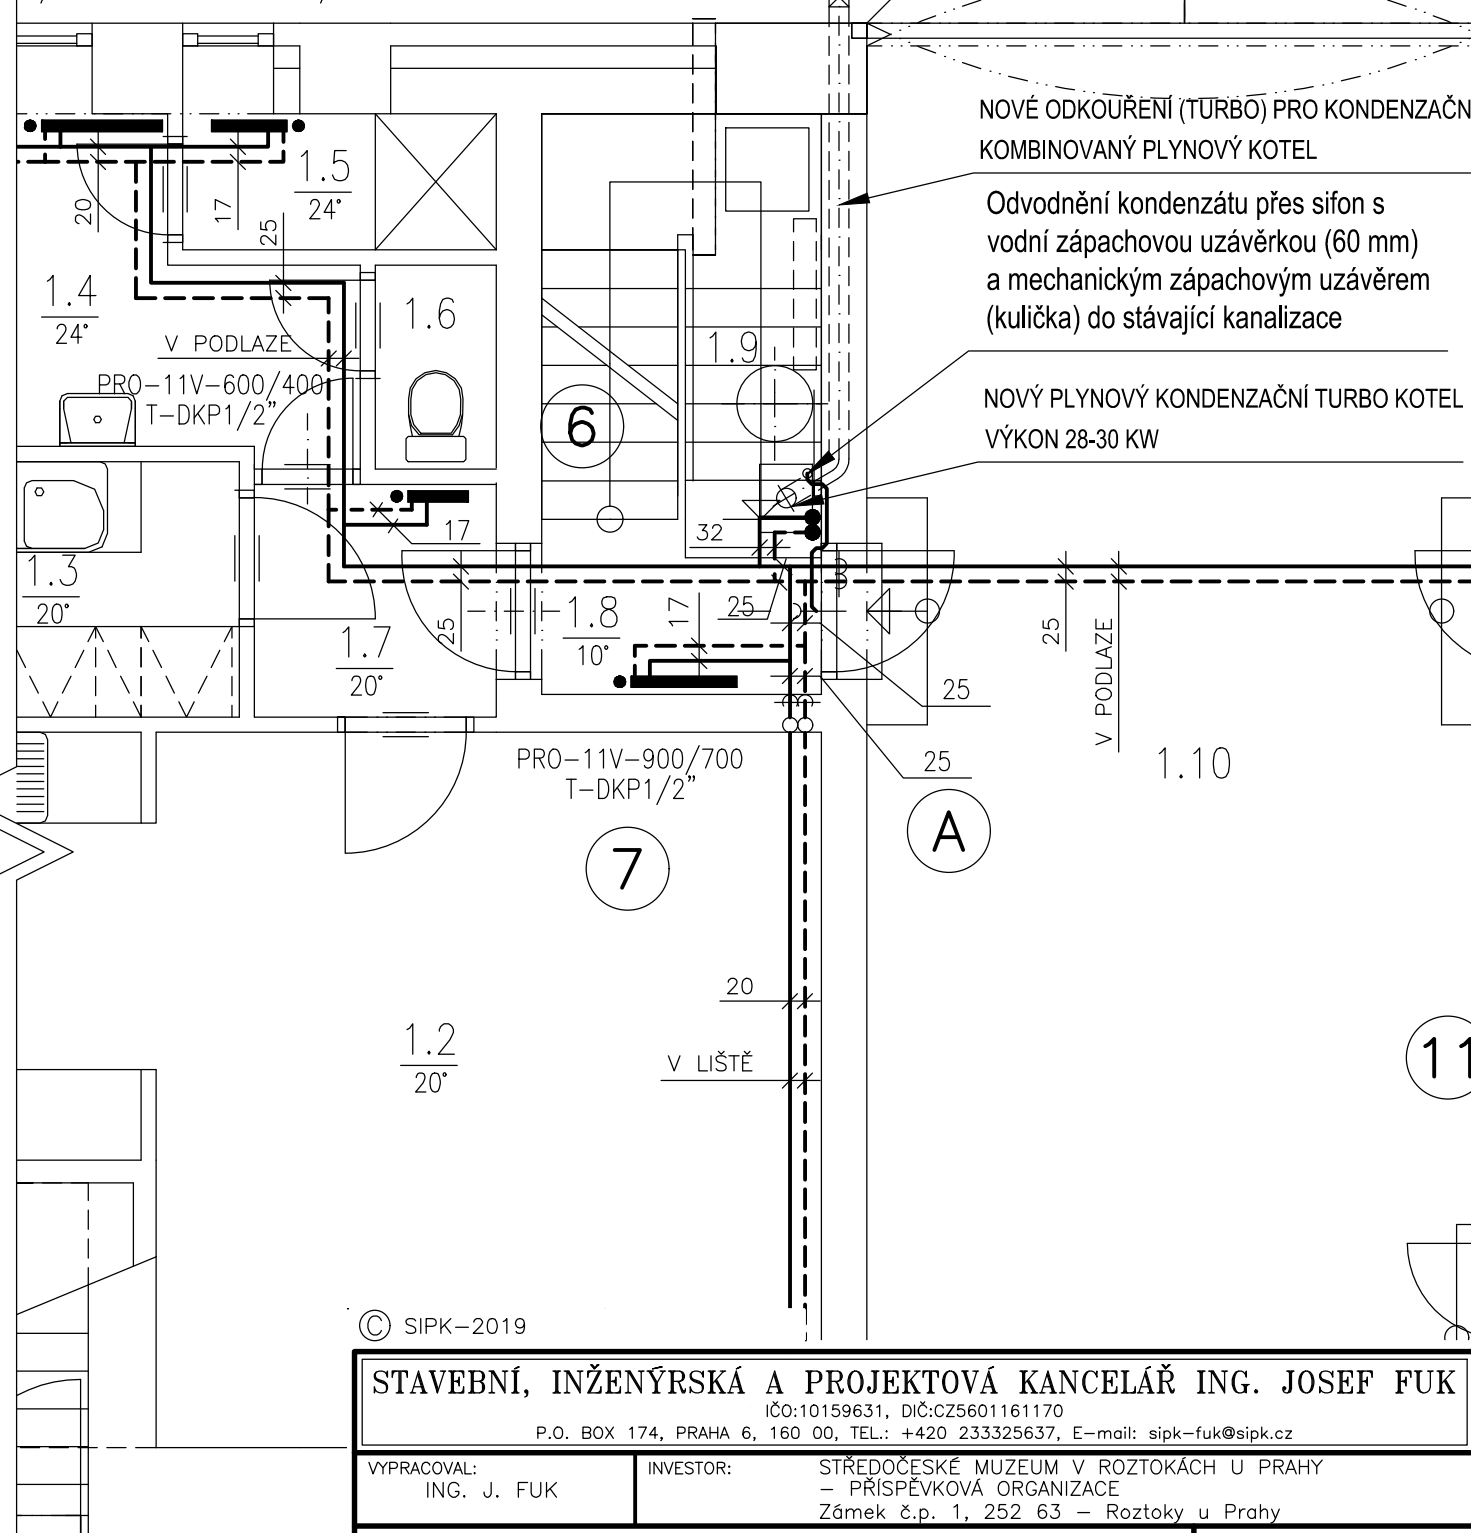 NOVÉ ODKOUŘENÍ (TURBO) PRO KONDENZAČN
KOMBINOVANÝ PLYNOVÝ KOTEL
Odvodnění kondenzátu přes sifon s
vodní zápachovou uzávěrkou (60 mm)
a mechanickým zápachovým uzávěrem
(kulička) do stávající kanalizace
NOVÝ PLYNOVÝ KONDENZAČNÍ TURBO KOTEL
VÝKON 28-30 KW
1.5
24°
20
17
25
1.4
24°
1.6
1.9
V PODLAZE
PRO-11V-600/400
T-DKP1/2"
6
17
32
1.3
20°
1.7
20°
25
1.8
10°
17
25
25
V PODLAZE
25
25
1.10
PRO-11V-900/700
T-DKP1/2"
7
A
20
1.2
20°
V LIŠTĚ
11
© SIPK-2019
STAVEBNÍ, INŽENÝRSKÁ A PROJEKTOVÁ KANCELÁŘ ING. JOSEF FUK
IČO:10159631, DIČ:CZ5601161170
P.O. BOX 174, PRAHA 6, 160 00, TEL.: +420 233325637, E-mail: sipk-fuk@sipk.cz
VYPRACOVAL:
ING. J. FUK
INVESTOR:
STŘEDOČESKÉ MUZEUM V ROZTOKÁCH U PRAHY
- PŘÍSPĚVKOVÁ ORGANIZACE
Zámek č.p. 1, 252 63 - Roztoky u Prahy